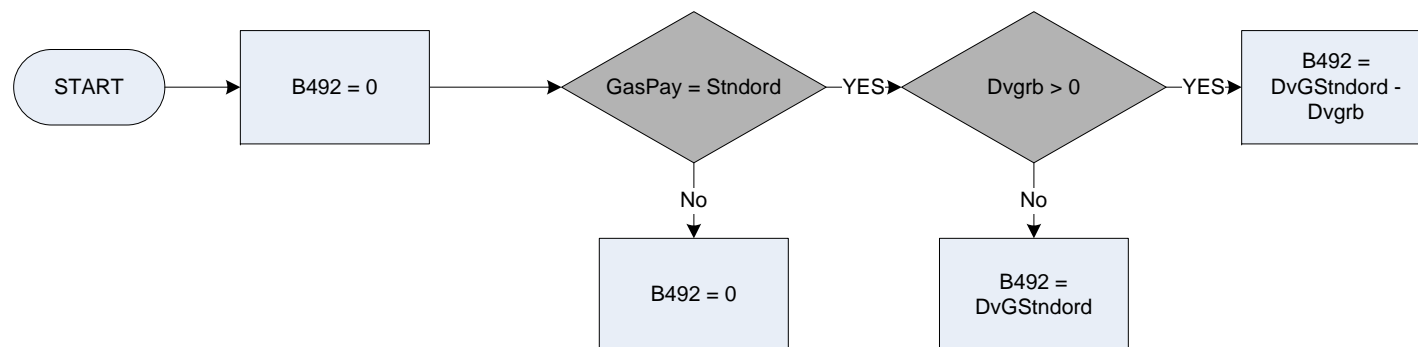 START
B492 = 0
GasPay = Stndord
YES
Dvgrb > 0
YES
B492 =
DvGStndord -
Dvgrb
No
No
B492 = 0
B492 =
DvGStndord